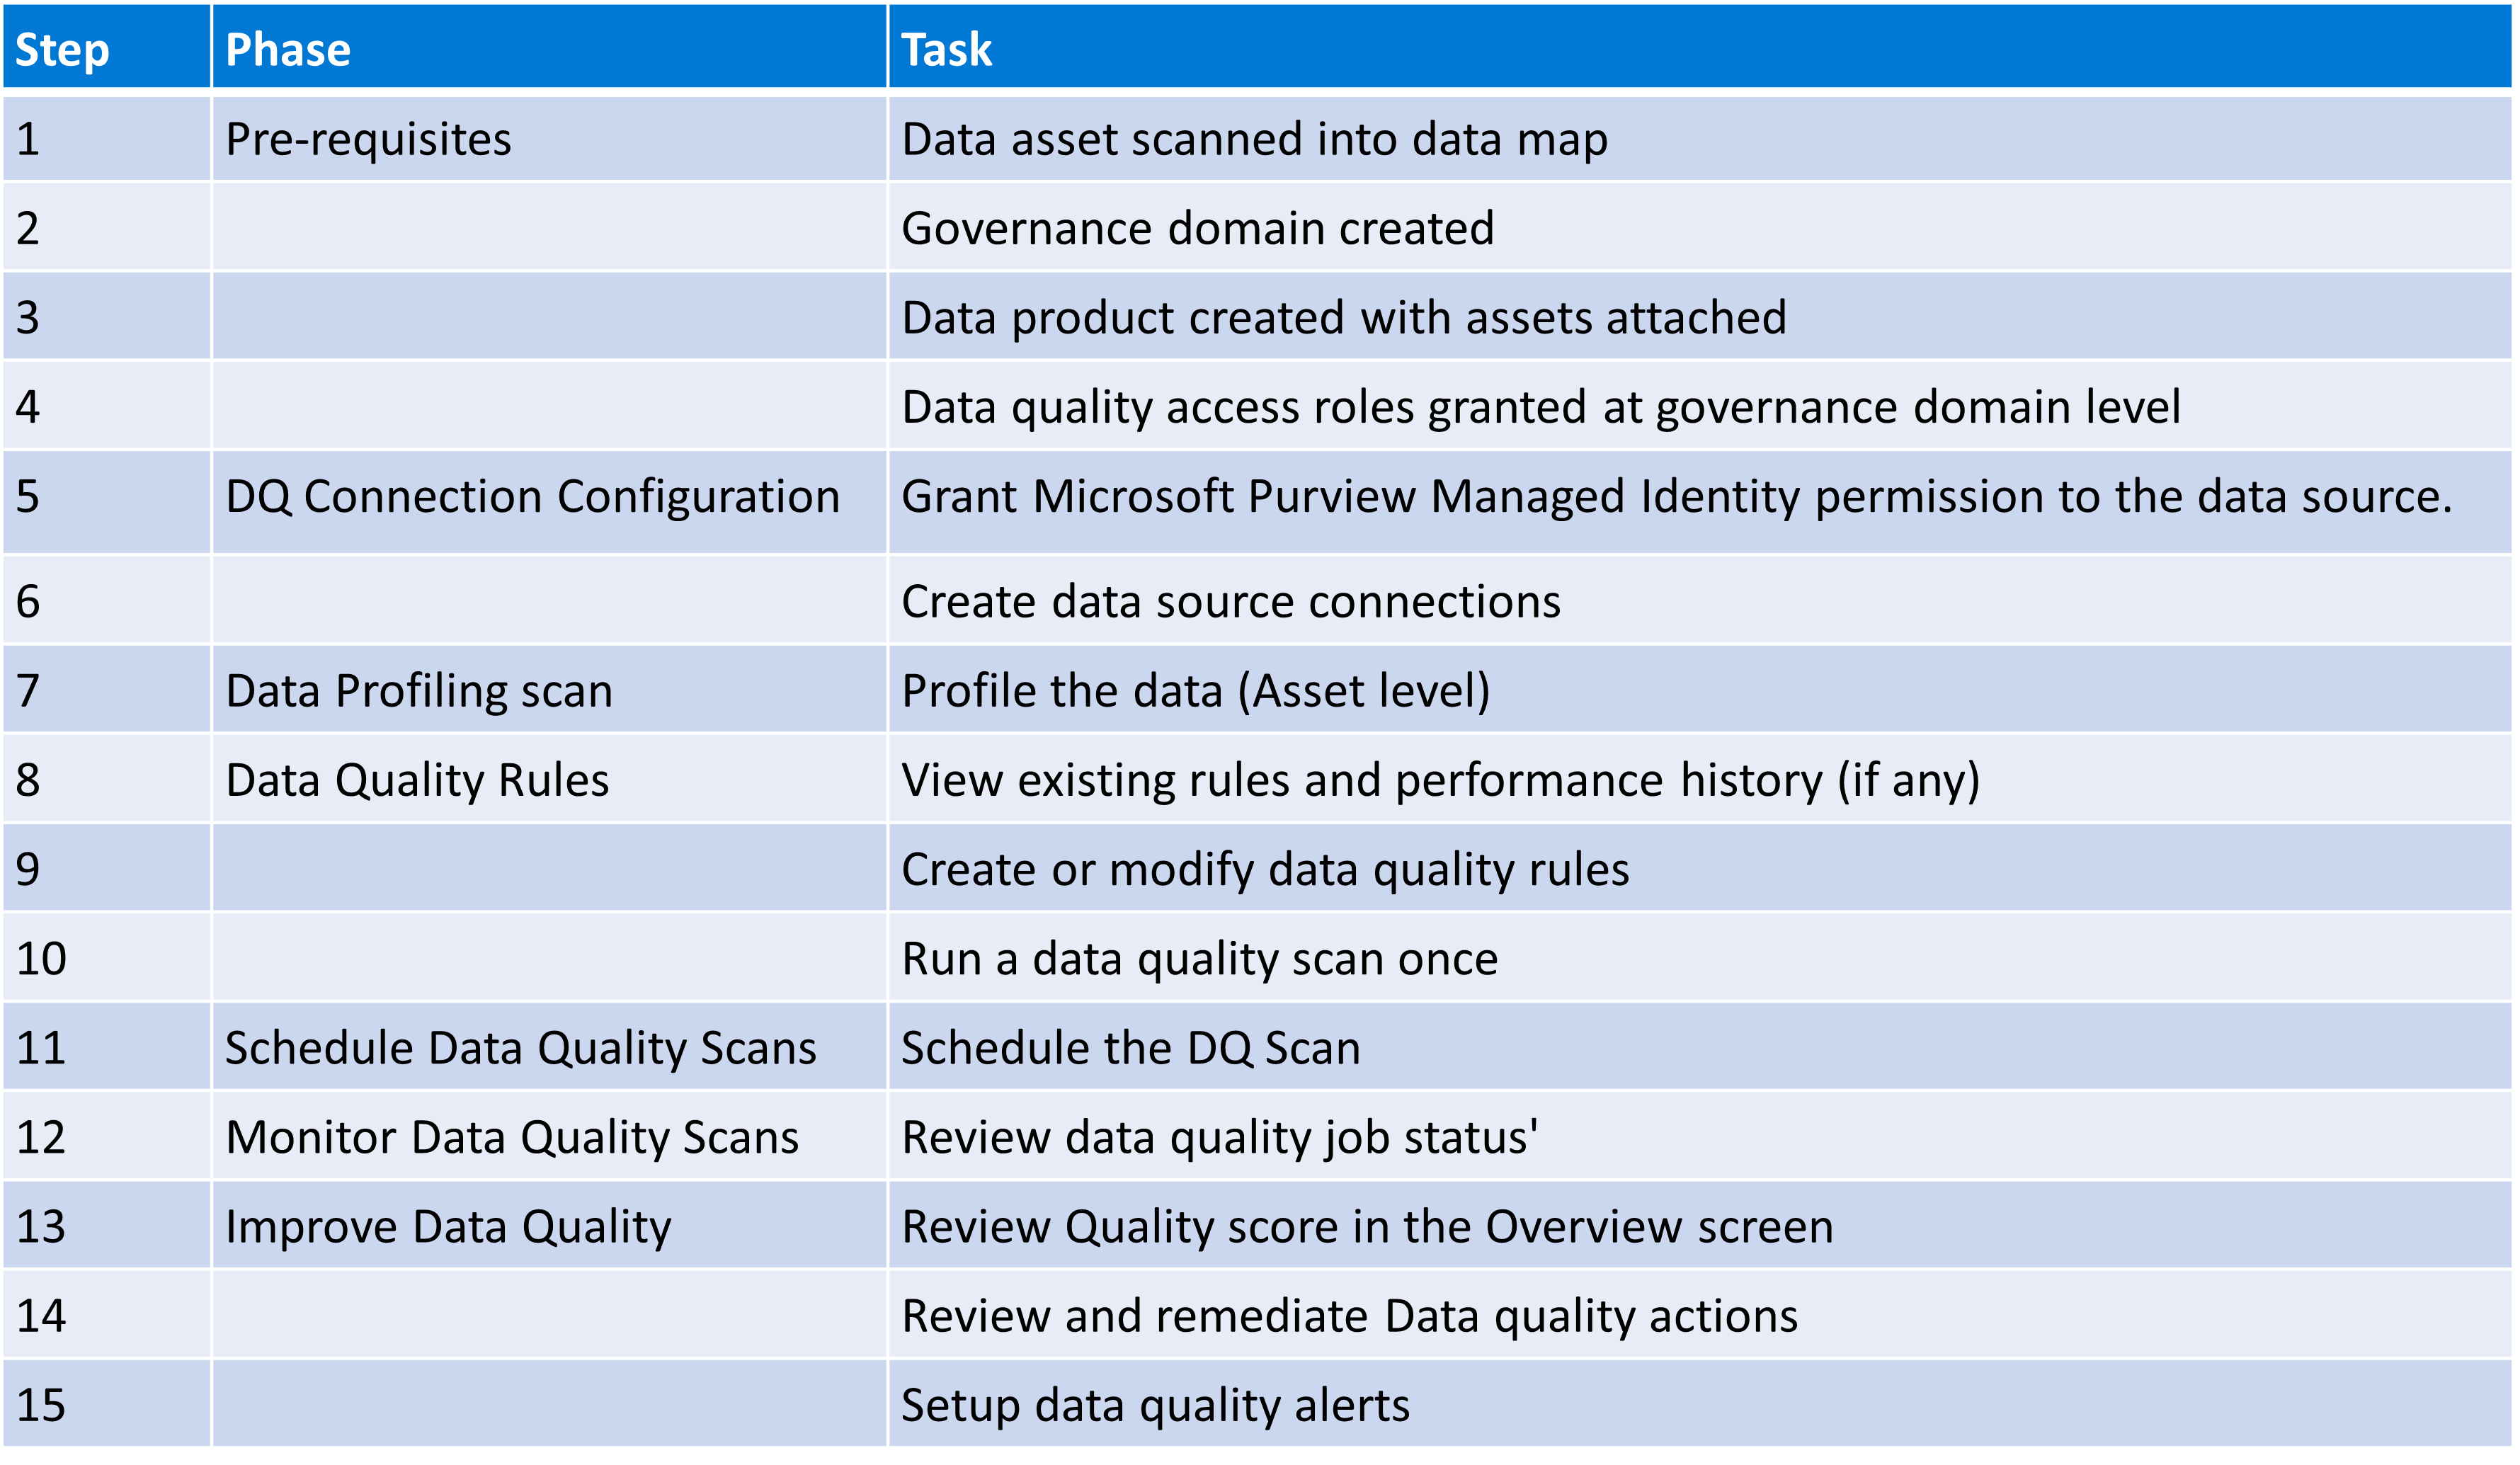 Step Phase Task
1 Pre-requisites Data asset scanned into data map
2 Governance domain created
3 Data product created with assets attached
4 Data quality access roles granted at governance domain level
5 DQ Connection Configuration Grant Microsoft Purview Managed Identity permission to the data source.
6 Create data source connections
7 Data Profiling scan Profile the data (Asset level)
8 Data Quality Rules View existing rules and performance history (if any)
9 Create or modify data quality rules
10 Run a data quality scan once
11 Schedule Data Quality Scans Schedule the DQ Scan
12 Monitor Data Quality Scans Review data quality job status'
13 Improve Data Quality Review Quality score in the Overview screen
14 Review and remediate Data quality actions
15 Setup data quality alerts